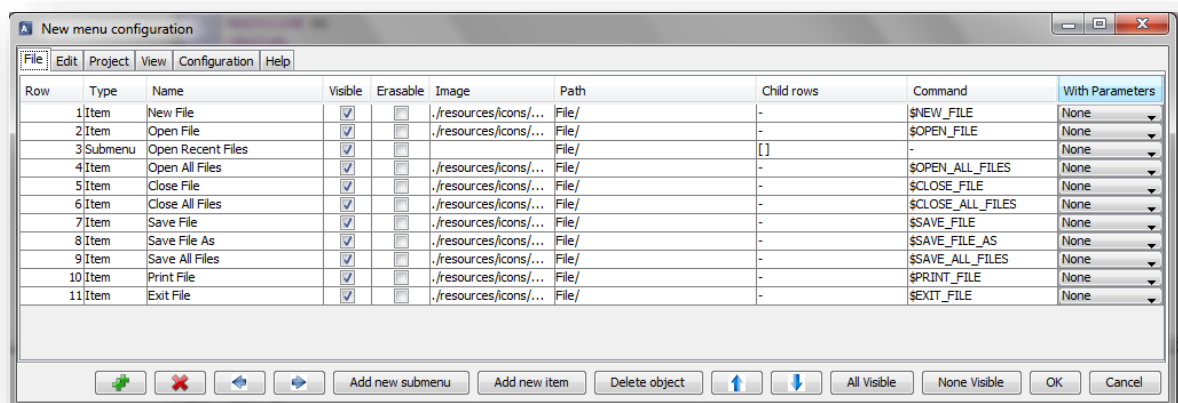 New menu configuration
File Edit Project View Configuration Help
Row Type Name Visible Erasable Image Path Child rows Command With Parameters
1 Item New File ./resources/icons/... File/ - $NEW_FILE None
2 Item Open File ./resources/icons/... File/ - $OPEN_FILE None
3 Submenu Open Recent Files File/ [] - None
4 Item Open All Files ./resources/icons/... File/ - $OPEN_ALL_FILES None
5 Item Close File ./resources/icons/... File/ - $CLOSE_FILE None
6 Item Close All Files ./resources/icons/... File/ - $CLOSE_ALL_FILES None
7 Item Save File ./resources/icons/... File/ - $SAVE_FILE None
8 Item Save File As ./resources/icons/... File/ - $SAVE_FILE_AS None
9 Item Save All Files ./resources/icons/... File/ - $SAVE_ALL_FILES None
10 Item Print File ./resources/icons/... File/ - $PRINT_FILE None
11 Item Exit File ./resources/icons/... File/ - $EXIT_FILE None
Add new submenu Add new item Delete object All Visible None Visible OK Cancel